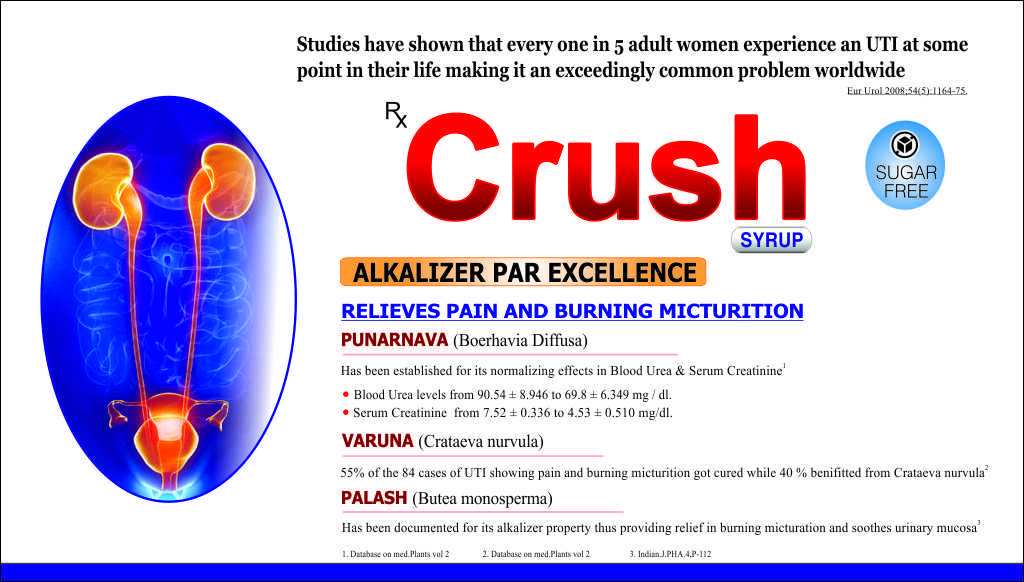 Studies have shown that every one in 5 adult women experience an UTI at some
point in their life making it an exceedingly common problem worldwide
Eur Urol 2008;54(5):1164-75.
Rx
Crush
SYRUP
SUGAR
FREE
ALKALIZER PAR EXCELLENCE
RELIEVES PAIN AND BURNING MICTURITION
PUNARNAVA (Boerhavia Diffusa)
Has been established for its normalizing effects in Blood Urea & Serum Creatinine1
• Blood Urea levels from 90.54 ± 8.946 to 69.8 ± 6.349 mg / dl.
• Serum Creatinine from 7.52 ± 0.336 to 4.53 ± 0.510 mg/dl.
VARUNA (Crataeva nurvula)
55% of the 84 cases of UTI showing pain and burning micturition got cured while 40 % benifitted from Crataeva nurvula2
PALASH (Butea monosperma)
Has been documented for its alkalizer property thus providing relief in burning micturation and soothes urinary mucosa3
1. Database on med.Plants vol 2 2. Database on med.Plants vol 2 3. Indian.J.PHA.4,P-112